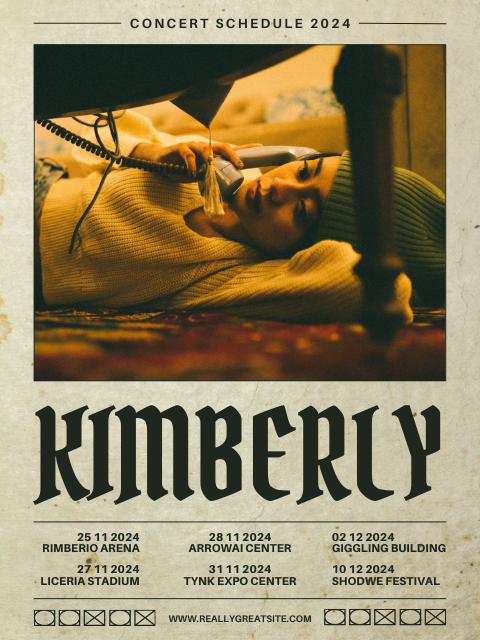 CONCERT SCHEDULE 2024
KIMBERLY
25 11 2024
RIMBERIO ARENA
28 11 2024
ARROWAI CENTER
02 12 2024
GIGGLING BUILDING
27 11 2024
LICERIA STADIUM
31 11 2024
TYNK EXPO CENTER
10 12 2024
SHODWE FESTIVAL
WWW.REALLYGREATSITE.COM